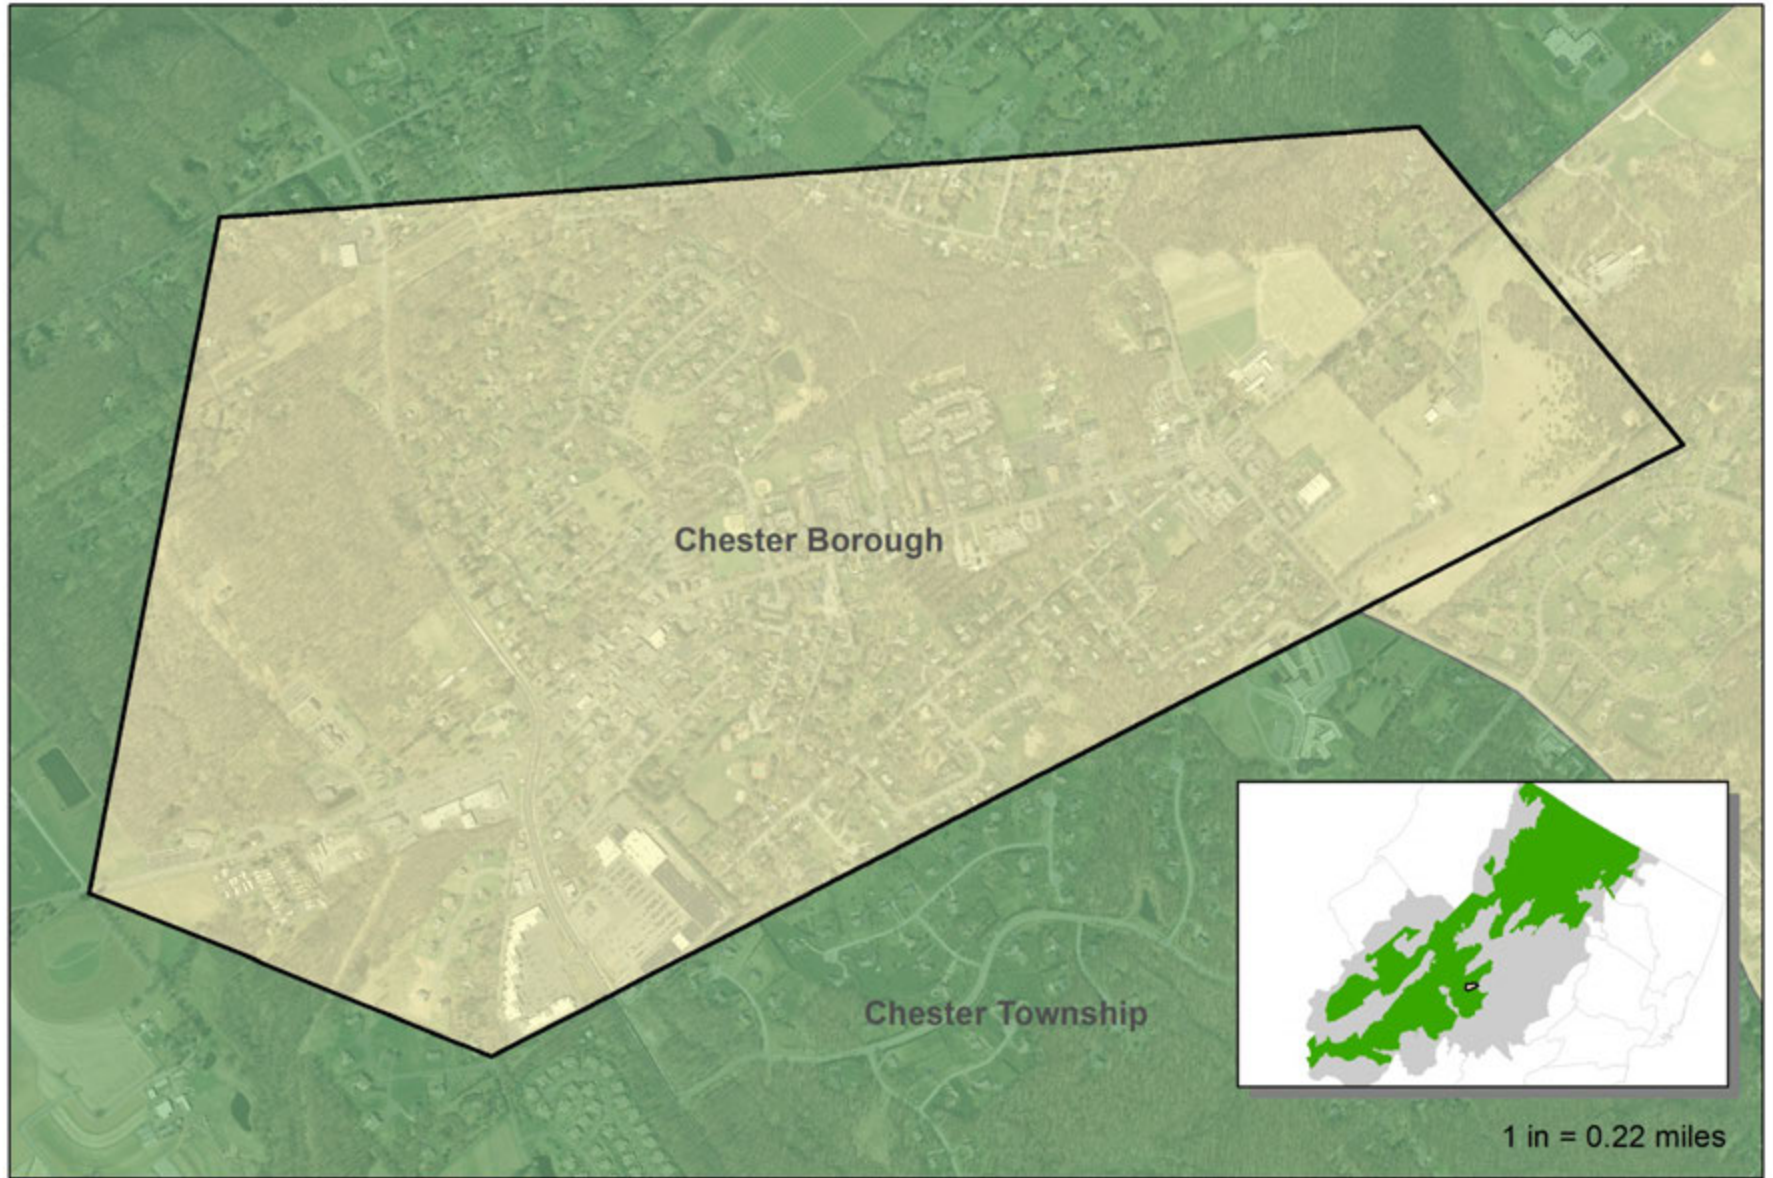 Chester Borough
Chester Township
1 in = 0.22 miles